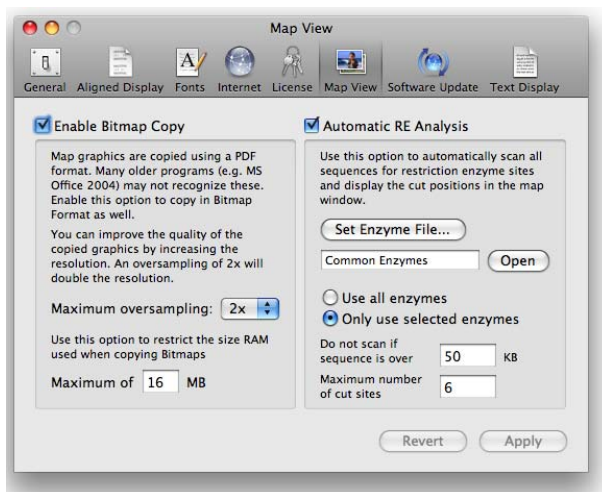 Map View
General Aligned Display Fonts Internet License Map View Software Update Text Display
Enable Bitmap Copy
Map graphics are copied using a PDF
format. Many older programs (e.g. MS
Office 2004) may not recognize these.
Enable this option to copy in Bitmap
Format as well.
You can improve the quality of the
copied graphics by increasing the
resolution. An oversampling of 2x will
double the resolution.
Maximum oversampling: 2x
Use this option to restrict the size RAM
used when copying Bitmaps
Maximum of 16 MB
Automatic RE Analysis
Use this option to automatically scan all
sequences for restriction enzyme sites
and display the cut positions in the map
window.
Set Enzyme File...
Common Enzymes Open
Use all enzymes
Only use selected enzymes
Do not scan if
sequence is over 50 KB
Maximum number
of cut sites 6
Revert Apply